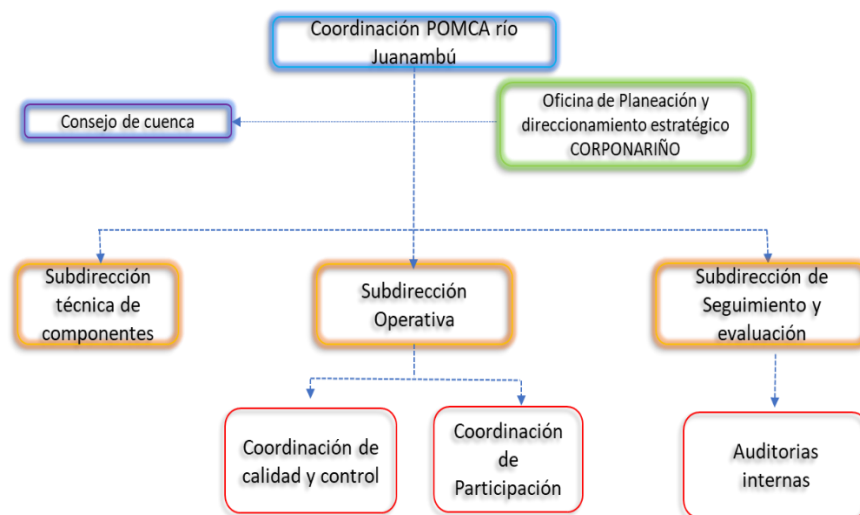 Coordinación POMCA río
Juanambú
Oficina de Planeación y
direccionamiento estratégico
CORPONARIÑO
Consejo de cuenca
Subdirección
técnica de
componentes
Subdirección
Operativa
Subdirección de
Seguimiento y
evaluación
Coordinación de
calidad y control
Coordinación
de
Participación
Auditorias
internas